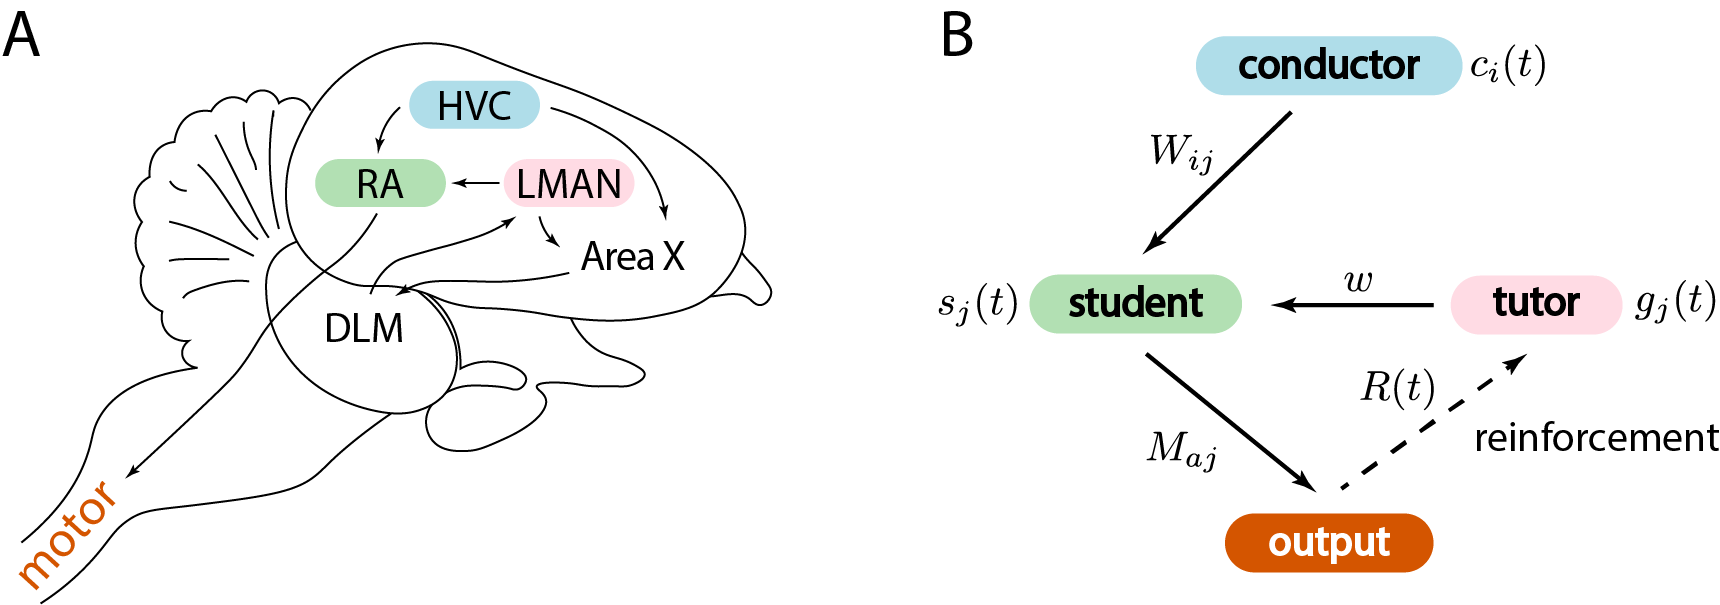 A
HVC
RA
LMAN
Area X
DLM
motor
B
conductor c_i(t)
W_{ij}
s_j(t) student
w
tutor g_j(t)
R(t)
reinforcement
M_{aj}
output